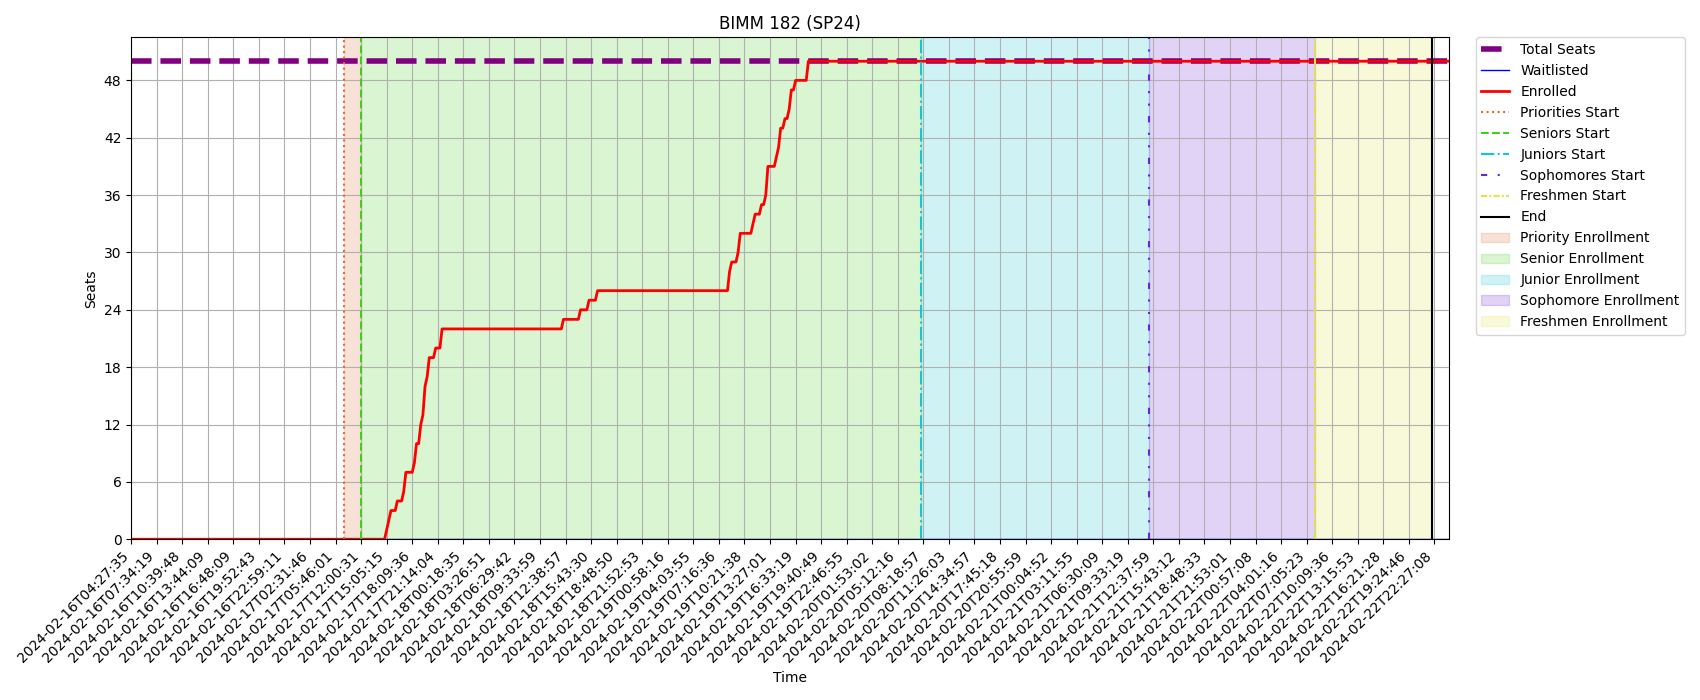 BIMM 182 (SP24)
Seats
48
42
36
30
24
18
12
6
0
2024-02-16T04:27:35
2024-02-16T07:34:19
2024-02-16T10:39:48
2024-02-16T13:44:09
2024-02-16T16:48:09
2024-02-16T19:52:43
2024-02-16T22:59:11
2024-02-17T02:31:46
2024-02-17T05:46:01
2024-02-17T12:00:31
2024-02-17T15:05:15
2024-02-17T18:09:36
2024-02-17T21:14:04
2024-02-18T00:18:35
2024-02-18T03:26:51
2024-02-18T06:29:42
2024-02-18T09:33:59
2024-02-18T12:38:57
2024-02-18T15:43:30
2024-02-18T18:48:50
2024-02-18T21:52:53
2024-02-19T00:58:16
2024-02-19T04:03:55
2024-02-19T07:16:36
2024-02-19T10:21:38
2024-02-19T13:27:01
2024-02-19T16:33:19
2024-02-19T19:40:49
2024-02-19T22:46:55
2024-02-20T01:53:02
2024-02-20T05:12:16
2024-02-20T08:18:57
2024-02-20T11:26:03
2024-02-20T14:34:57
2024-02-20T17:45:18
2024-02-20T20:55:59
2024-02-21T00:04:52
2024-02-21T03:11:55
2024-02-21T06:30:09
2024-02-21T09:33:19
2024-02-21T12:37:59
2024-02-21T15:43:12
2024-02-21T18:48:33
2024-02-21T21:53:01
2024-02-22T00:57:08
2024-02-22T04:01:16
2024-02-22T07:05:23
2024-02-22T10:09:36
2024-02-22T13:15:53
2024-02-22T16:21:28
2024-02-22T19:24:46
2024-02-22T22:27:08
Time
Total Seats
Waitlisted
Enrolled
Priorities Start
Seniors Start
Juniors Start
Sophomores Start
Freshmen Start
End
Priority Enrollment
Senior Enrollment
Junior Enrollment
Sophomore Enrollment
Freshmen Enrollment